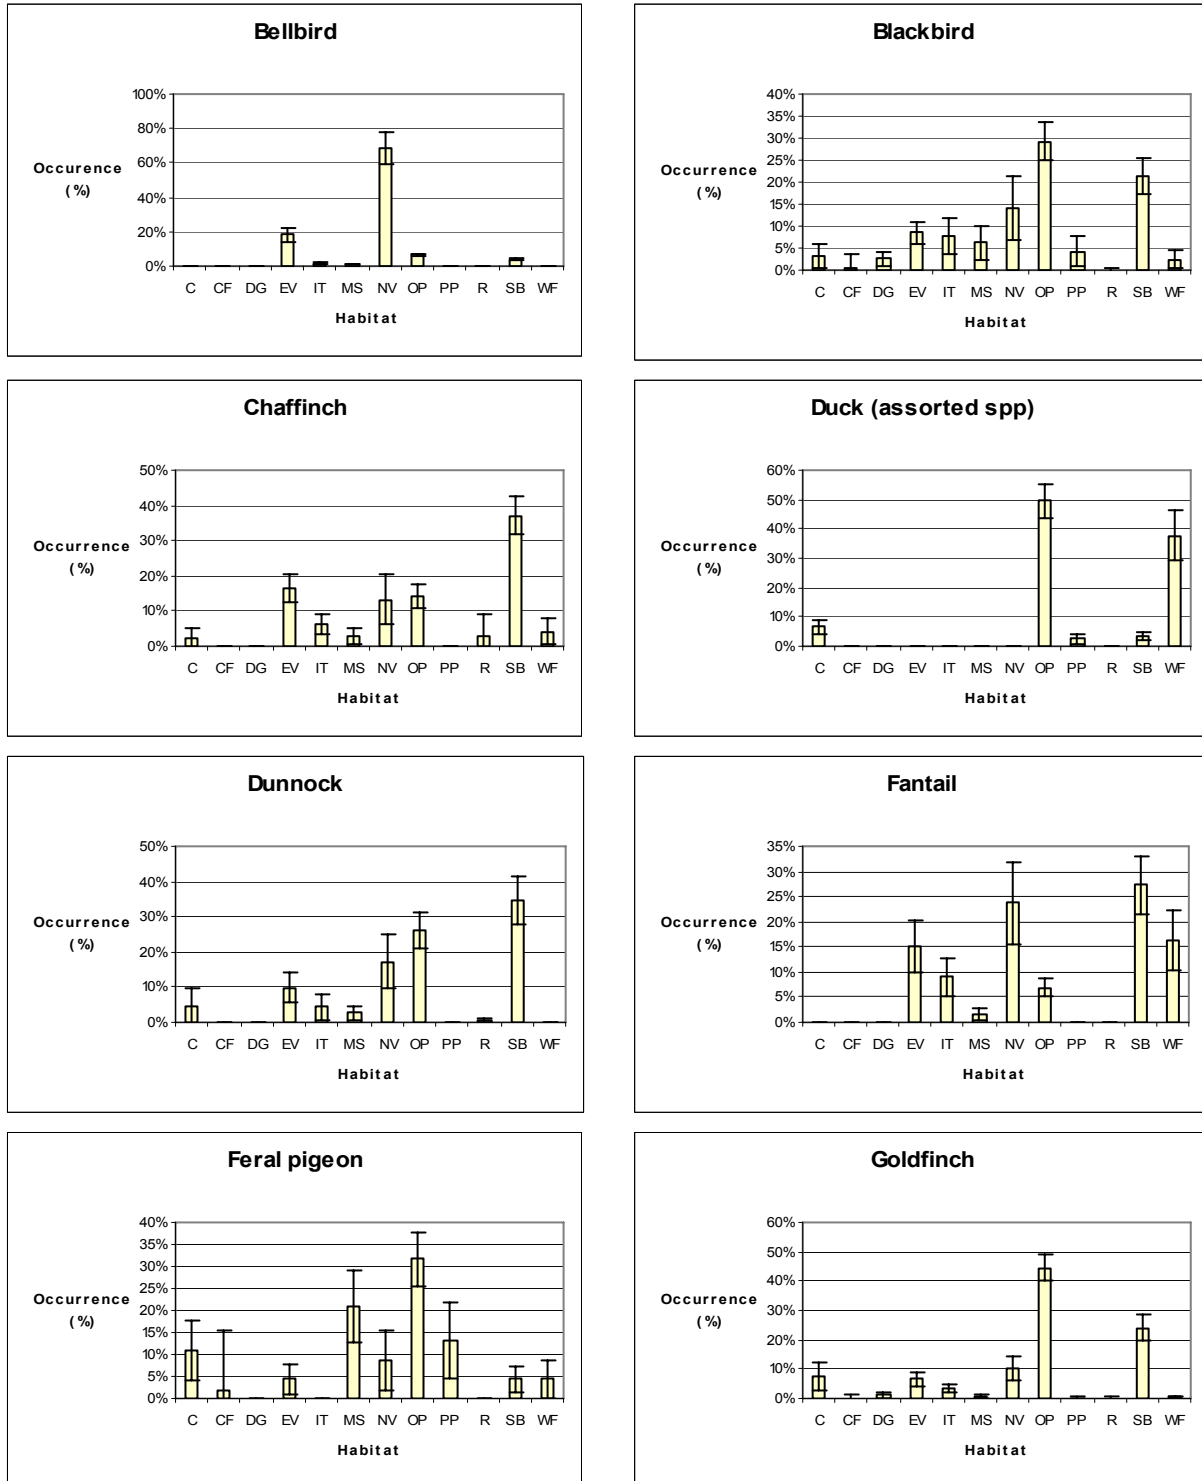 Bellbird
100%
80%
60%
40%
20%
0%
Occurence
(%)
C CF DG EV IT MS NV OP PP R SB WF
Habitat
Blackbird
40%
35%
30%
25%
20%
15%
10%
5%
0%
Occurrence
(%)
C CF DG EV IT MS NV OP PP R SB WF
Habitat
Chaffinch
50%
40%
30%
20%
10%
0%
Occurrence
(%)
C CF DG EV IT MS NV OP PP R SB WF
Habitat
Duck (assorted spp)
60%
50%
40%
30%
20%
10%
0%
Occurrence
(%)
C CF DG EV IT MS NV OP PP R SB WF
Habitat
Dunnock
50%
40%
30%
20%
10%
0%
Occurrence
(%)
C CF DG EV IT MS NV OP PP R SB WF
Habitat
Fantail
35%
30%
25%
20%
15%
10%
5%
0%
Occurrence
(%)
C CF DG EV IT MS NV OP PP R SB WF
Habitat
Feral pigeon
40%
35%
30%
25%
20%
15%
10%
5%
0%
Occurrence
(%)
C CF DG EV IT MS NV OP PP R SB WF
Habitat
Goldfinch
60%
50%
40%
30%
20%
10%
0%
Occurrence
(%)
C CF DG EV IT MS NV OP PP R SB WF
Habitat